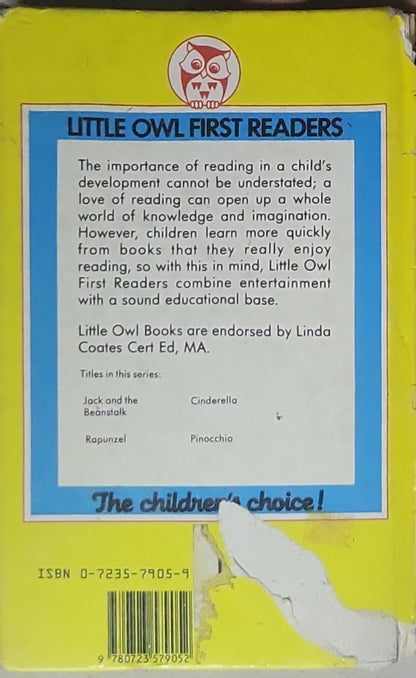 LITTLE OWL FIRST READERS
The importance of reading in a child's
development cannot be understated; a
love of reading can open up a whole
world of knowledge and imagination.
However, children learn more quickly
from books that they really enjoy
reading, so with this in mind, Little Owl
First Readers combine entertainment
with a sound educational base.
Little Owl Books are endorsed by Linda
Coates Cert Ed, MA.
Titles in this series:
Jack and the
Beanstalk
Cinderella
Rapunzel
Pinocchio
The children's choice!
ISBN 0-7235-7905-9
9 780723 579052